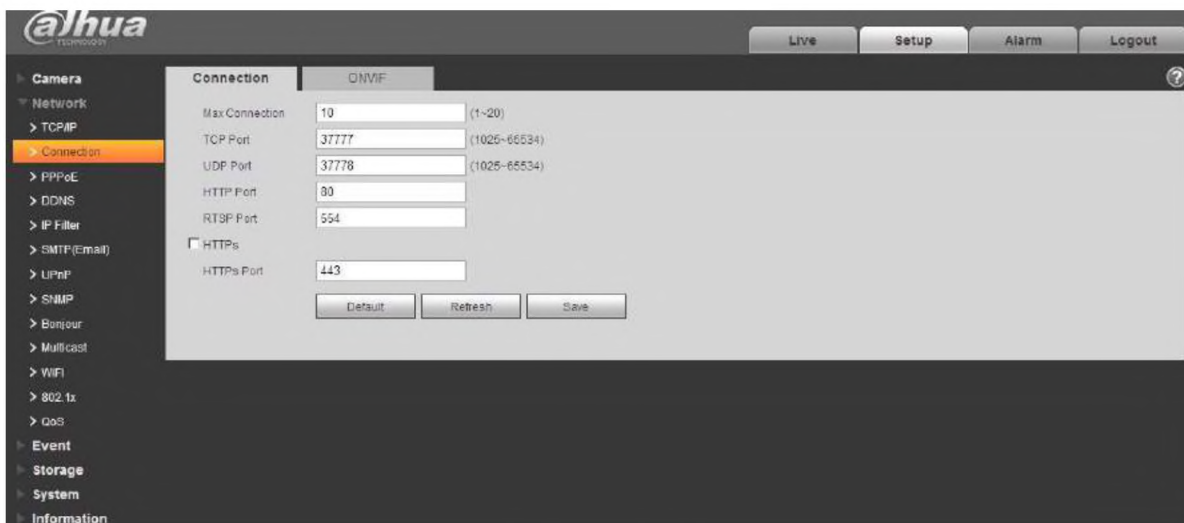 alhua
TECHNOLOGY
Live
Setup
Alarm
Logout
Camera
Network
> TCP/IP
> Connection
> PPPoE
> DDNS
> IP Filter
> SMTP(Email)
> UPnP
> SNMP
> Bonjour
> Multicast
> WIFI
> 802.1x
> QoS
Event
Storage
System
Information
Connection
ONVIF
?
Max Connection 10 (1~20)
TCP Port 37777 (1025~65534)
UDP Port 37778 (1025~65534)
HTTP Port 80
RTSP Port 554
HTTPs
HTTPs Port 443
Default
Refresh
Save